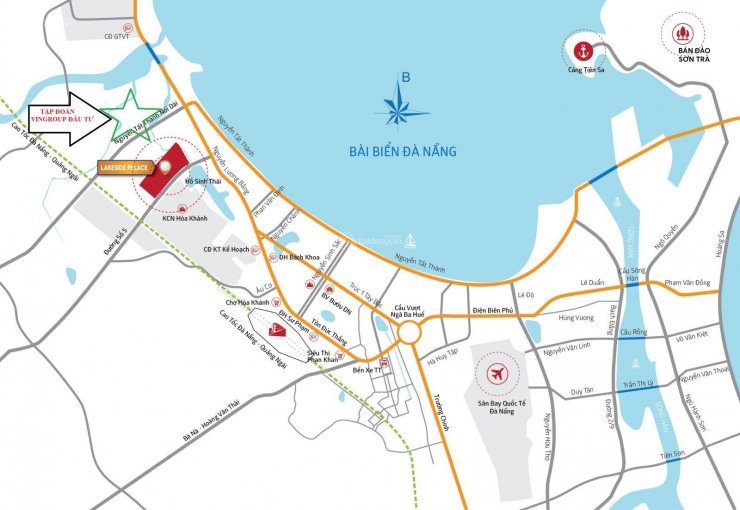 CĐ GTVT
B
BÀI BIỂN ĐÀ NẴNG
Cảng Tiên Sa
BÁN ĐẢO
SƠN TRÀ
TẬP ĐOÀN
VINGROUP ĐẦU TƯ
Nguyễn Tất Thành Nối Dài
Cao Tốc Đà Nẵng - Quảng Ngãi
LAKESIDE PALACE
Hồ Sinh Thái
KCN Hòa Khánh
Đường Số 5
Nguyễn Lương Bằng
Nguyễn Tất Thành
Phan Văn Định
Nguyễn Chánh
CĐ KT Kế Hoạch
ĐH Bách Khoa
Nguyễn Sinh Sắc
Batdongsan
Nguyễn Tất Thành
Âu Cơ
Chợ Hòa Khánh
BV Bưu ĐN
Trục 1 Tây Bắc
ĐH Sư Phạm
Tôn Đức Thắng
Siêu Thị
Phan Khan
Cao Tốc Đà Nẵng - Quảng Ngãi
Bến Xe TT
Cầu Vượt
Ngã Ba Huế
Bà Nà - Hoàng Văn Thái
Hà Huy Tập
Trường Chinh
Điện Biên Phủ
Lê Độ
Lê Duẩn
Hùng Vương
Nguyễn Văn Linh
Duy Tân
Sân Bay Quốc Tế
Đà Nẵng
Nguyễn Hữu Thọ
Đường 2/9
Bạch Đằng
SÔNG HÀN
Cầu Sông
Hàn
Phạm Văn Đồng
Ngô Quyền
Hoàng Sa
Cầu Rồng
Võ Văn Kiệt
Trần Thị Lý
Nguyễn Văn Thoại
Ngũ Hành Sơn
SÔNG HÀN
Tiên Sơn